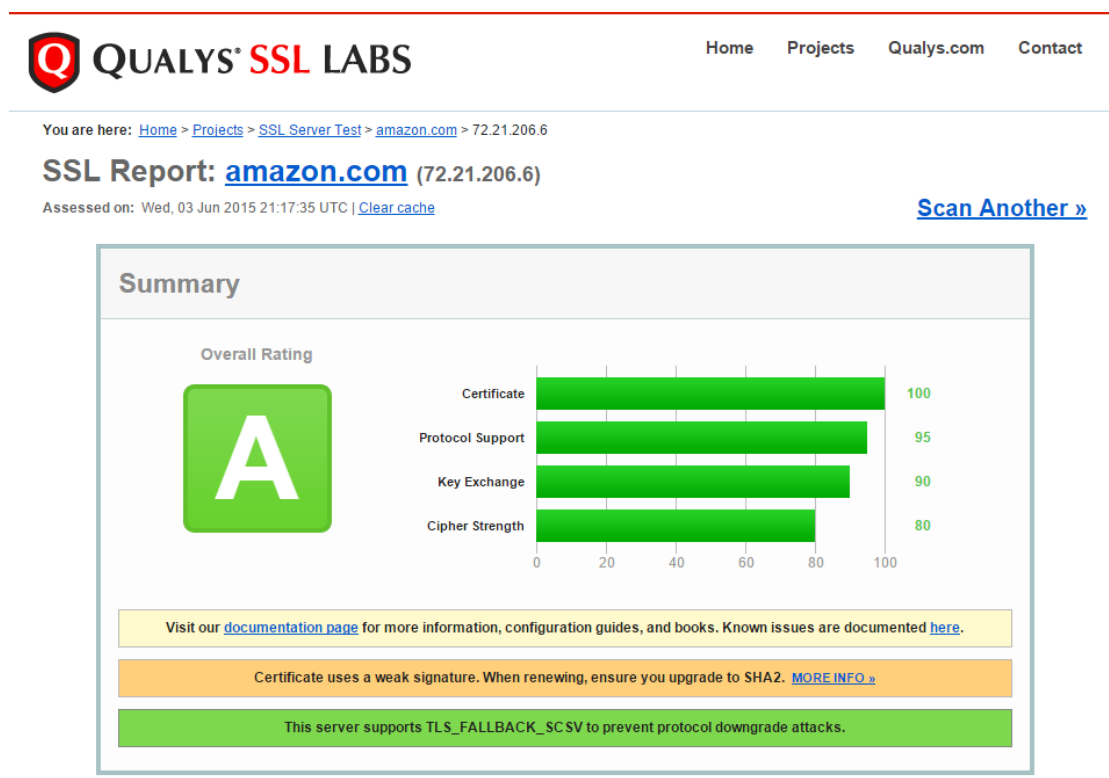 QUALYS® SSL LABS
Home Projects Qualys.com Contact
You are here: Home > Projects > SSL Server Test > amazon.com > 72.21.206.6
SSL Report: amazon.com (72.21.206.6)
Assessed on: Wed, 03 Jun 2015 21:17:35 UTC | Clear cache
Scan Another »
Summary
Overall Rating
A
Certificate 100
Protocol Support 95
Key Exchange 90
Cipher Strength 80
0 20 40 60 80 100
Visit our documentation page for more information, configuration guides, and books. Known issues are documented here.
Certificate uses a weak signature. When renewing, ensure you upgrade to SHA2. MORE INFO »
This server supports TLS_FALLBACK_SCSV to prevent protocol downgrade attacks.